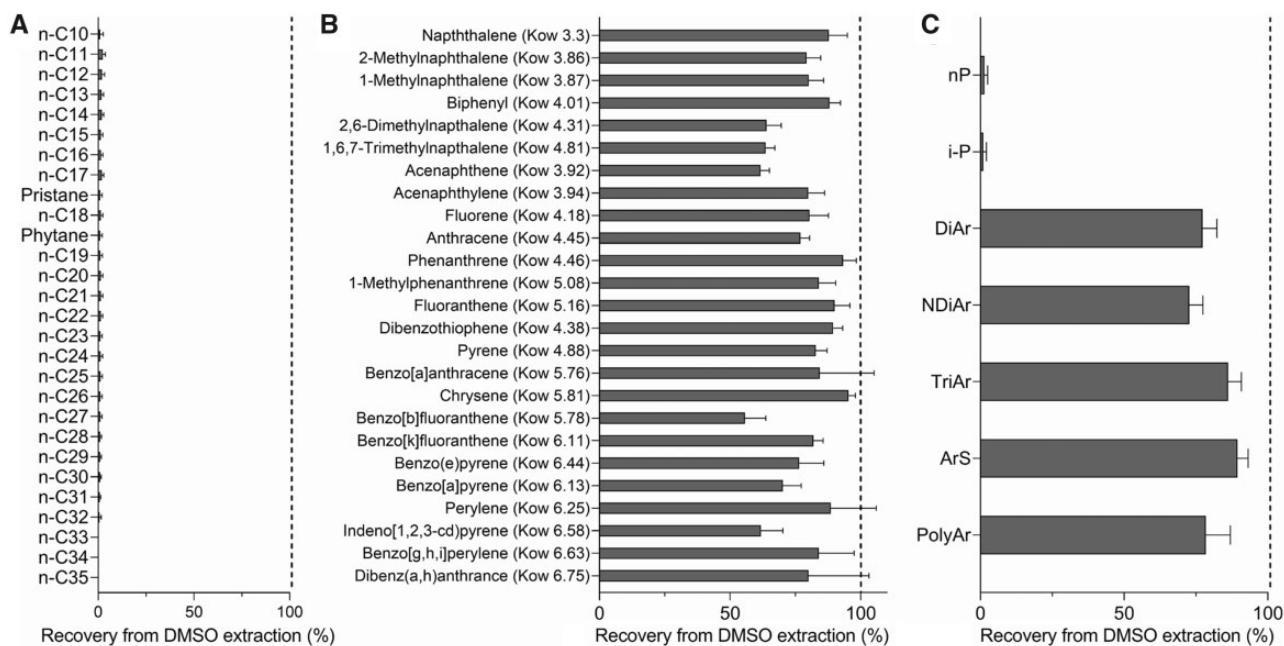 A
n-C10
n-C11
n-C12
n-C13
n-C14
n-C15
n-C16
n-C17
Pristane
n-C18
Phytane
n-C19
n-C20
n-C21
n-C22
n-C23
n-C24
n-C25
n-C26
n-C27
n-C28
n-C29
n-C30
n-C31
n-C32
n-C33
n-C34
n-C35
0 100
Recovery from DMSO extraction (%)
B
Napththalene (Kow 3.3)
2-Methylnaphthalene (Kow 3.86)
1-Methylnaphthalene (Kow 3.87)
Biphenyl (Kow 4.01)
2,6-Dimethylnapthalene (Kow 4.31)
1,6,7-Trimethylnapthalene (Kow 4.81)
Acenaphthene (Kow 3.92)
Acenaphthylene (Kow 3.94)
Fluorene (Kow 4.18)
Anthracene (Kow 4.45)
Phenanthrene (Kow 4.46)
1-Methylphenanthrene (Kow 5.08)
Fluoranthene (Kow 5.16)
Dibenzothiophene (Kow 4.38)
Pyrene (Kow 4.88)
Benzo[a]anthracene (Kow 5.76)
Chrysene (Kow 5.81)
Benzo[b]fluoranthene (Kow 5.78)
Benzo[k]fluoranthene (Kow 6.11)
Benzo(e)pyrene (Kow 6.44)
Benzo[a]pyrene (Kow 6.13)
Perylene (Kow 6.25)
Indeno[1,2,3-cd)pyrene (Kow 6.58)
Benzo[g,h,i]perylene (Kow 6.63)
Dibenz(a,h)anthrance (Kow 6.75)
0 50 100
Recovery from DMSO extraction (%)
C
nP
i-P
DiAr
NDiAr
TriAr
ArS
PolyAr
0 50 100
Recovery from DMSO extraction (%)